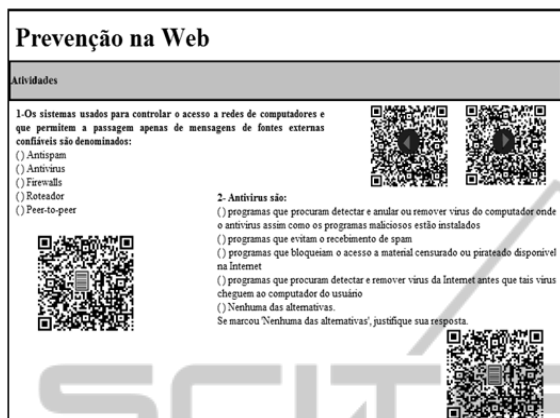 Prevenção na Web
Atividades
1-Os sistemas usados para controlar o acesso a redes de computadores e
que permitem a passagem apenas de mensagens de fontes externas
confiáveis são denominados:
( ) Antispam
( ) Antivirus
( ) Firewalls
( ) Roteador
( ) Peer-to-peer
2- Antivirus são:
( ) programas que procuram detectar e anular ou remover virus do computador onde
o antivirus assim como os programas maliciosos estão instalados
( ) programas que evitam o recebimento de spam
( ) programas que bloqueiam o acesso a material censurado ou pirateado disponivel
na Internet
( ) programas que procuram detectar e remover virus da Internet antes que tais virus
cheguem ao computador do usuário
( ) Nenhuma das alternativas.
Se marcou 'Nenhuma das alternativas', justifique sua resposta.